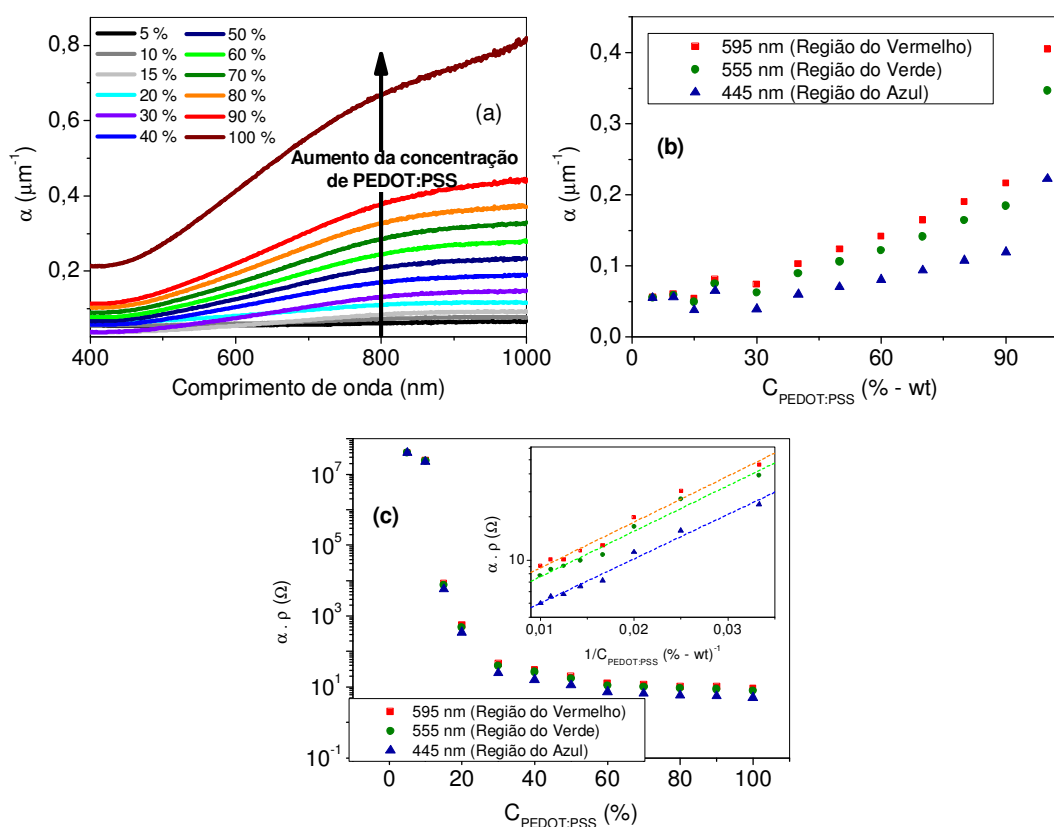 5 %
10 %
15 %
20 %
30 %
40 %
50 %
60 %
70 %
80 %
90 %
100 %
(a)
Aumento da concentração
de PEDOT:PSS
0,8
0,6
0,4
0,2
α (µm⁻¹)
400
600
800
1000
Comprimento de onda (nm)
595 nm (Região do Vermelho)
555 nm (Região do Verde)
445 nm (Região do Azul)
(b)
0,4
0,3
0,2
0,1
0,0
α (µm⁻¹)
0
30
60
90
C_PEDOT:PSS (% - wt)
(c)
10⁷
10⁵
10³
10¹
10⁻¹
α . ρ (Ω)
α . ρ (Ω)
10
0,01
0,02
0,03
1/C_PEDOT:PSS (% - wt)⁻¹
595 nm (Região do Vermelho)
555 nm (Região do Verde)
445 nm (Região do Azul)
0
20
40
60
80
100
C_PEDOT:PSS (%)